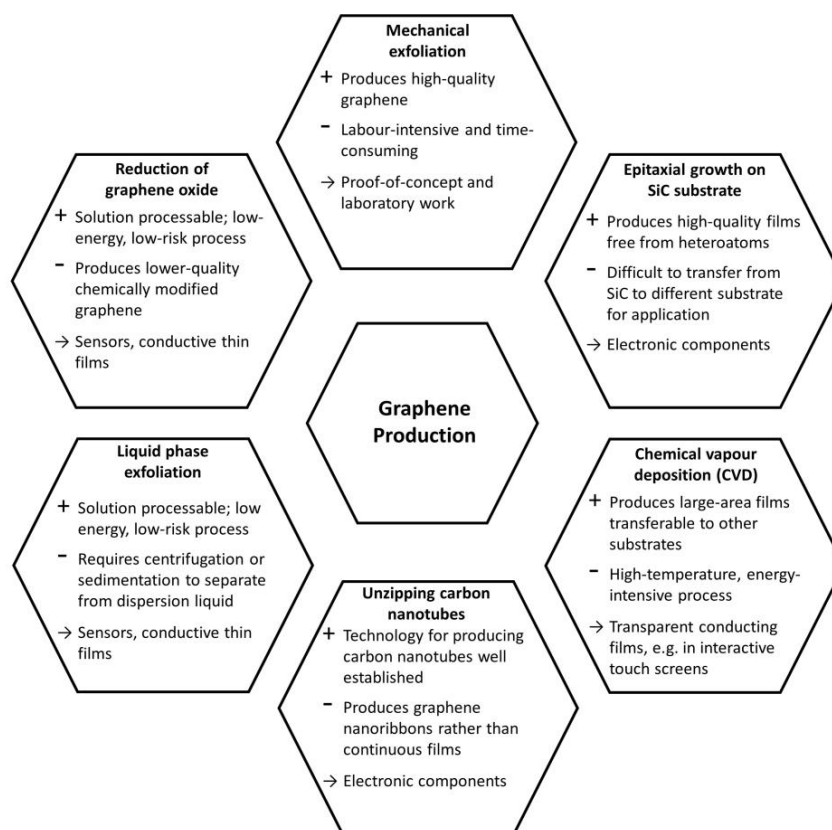 Mechanical
exfoliation
+ Produces high-quality
graphene
- Labour-intensive and time-
consuming
→ Proof-of-concept and
laboratory work
Reduction of
graphene oxide
+ Solution processable; low-
energy, low-risk process
- Produces lower-quality
chemically modified
graphene
→ Sensors, conductive thin
films
Epitaxial growth on
SiC substrate
+ Produces high-quality films
free from heteroatoms
- Difficult to transfer from
SiC to different substrate
for application
→ Electronic components
Graphene
Production
Liquid phase
exfoliation
+ Solution processable; low
energy, low-risk process
- Requires centrifugation or
sedimentation to separate
from dispersion liquid
→ Sensors, conductive thin
films
Chemical vapour
deposition (CVD)
+ Produces large-area films
transferable to other
substrates
- High-temperature, energy-
intensive process
→ Transparent conducting
films, e.g. in interactive
touch screens
Unzipping carbon
nanotubes
+ Technology for producing
carbon nanotubes well
established
- Produces graphene
nanoribbons rather than
continuous films
→ Electronic components